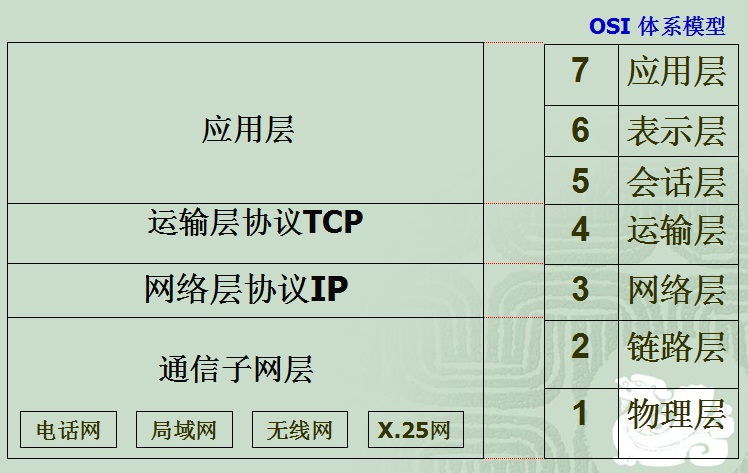 OSI 体系模型
应用层
运输层协议TCP
网络层协议IP
通信子网层
电话网 局域网 无线网 X.25网
7 应用层
6 表示层
5 会话层
4 运输层
3 网络层
2 链路层
1 物理层